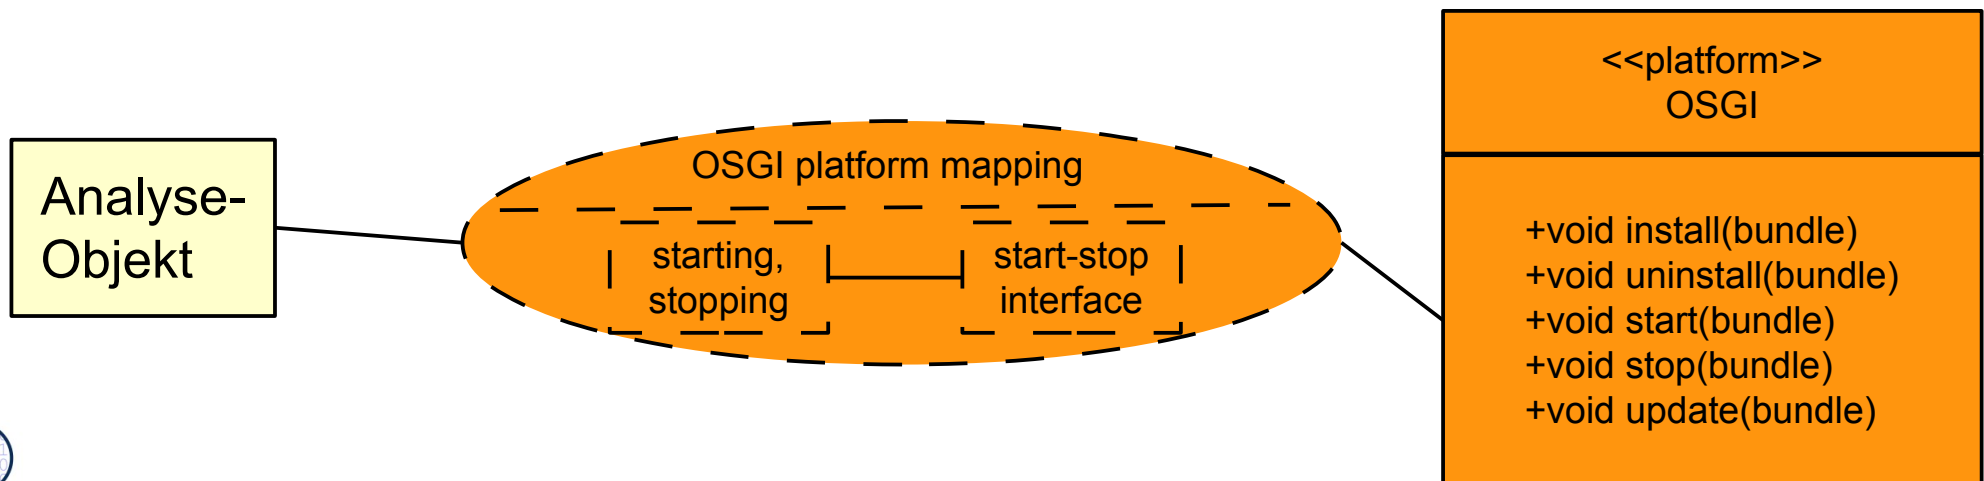 Analyse-
Objekt
OSGI platform mapping
starting,
stopping
start-stop
interface
<<platform>>
OSGI
+void install(bundle)
+void uninstall(bundle)
+void start(bundle)
+void stop(bundle)
+void update(bundle)